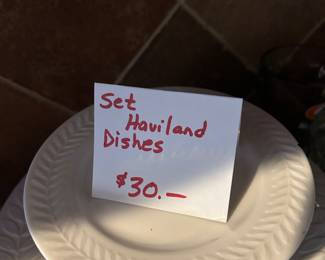 Set
Haviland
Dishes
$30.—